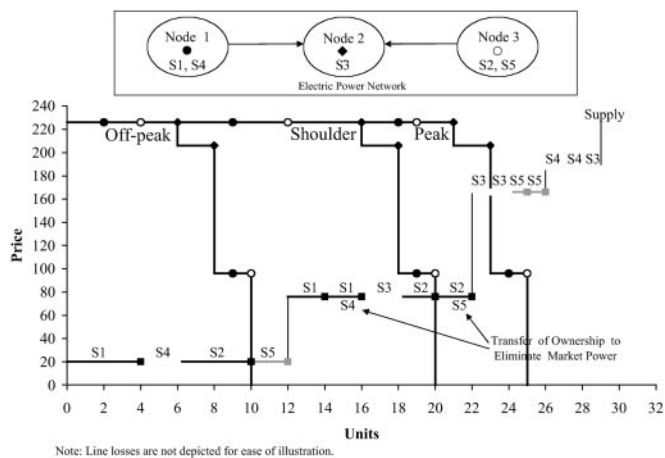 Node 1
S1, S4
Node 2
S3
Node 3
S2, S5
Electric Power Network
240
220
200
180
160
140
120
100
80
60
40
20
0
Price
Supply
Off-peak
Shoulder
Peak
S4 S4 S3
S3 S3 S5 S5
S1 S1 S3 S2 S2
S4 S5
Transfer of Ownership to
Eliminate Market Power
S1 S4 S2 S5
0 2 4 6 8 10 12 14 16 18 20 22 24 26 28 30 32
Units
Note: Line losses are not depicted for ease of illustration.